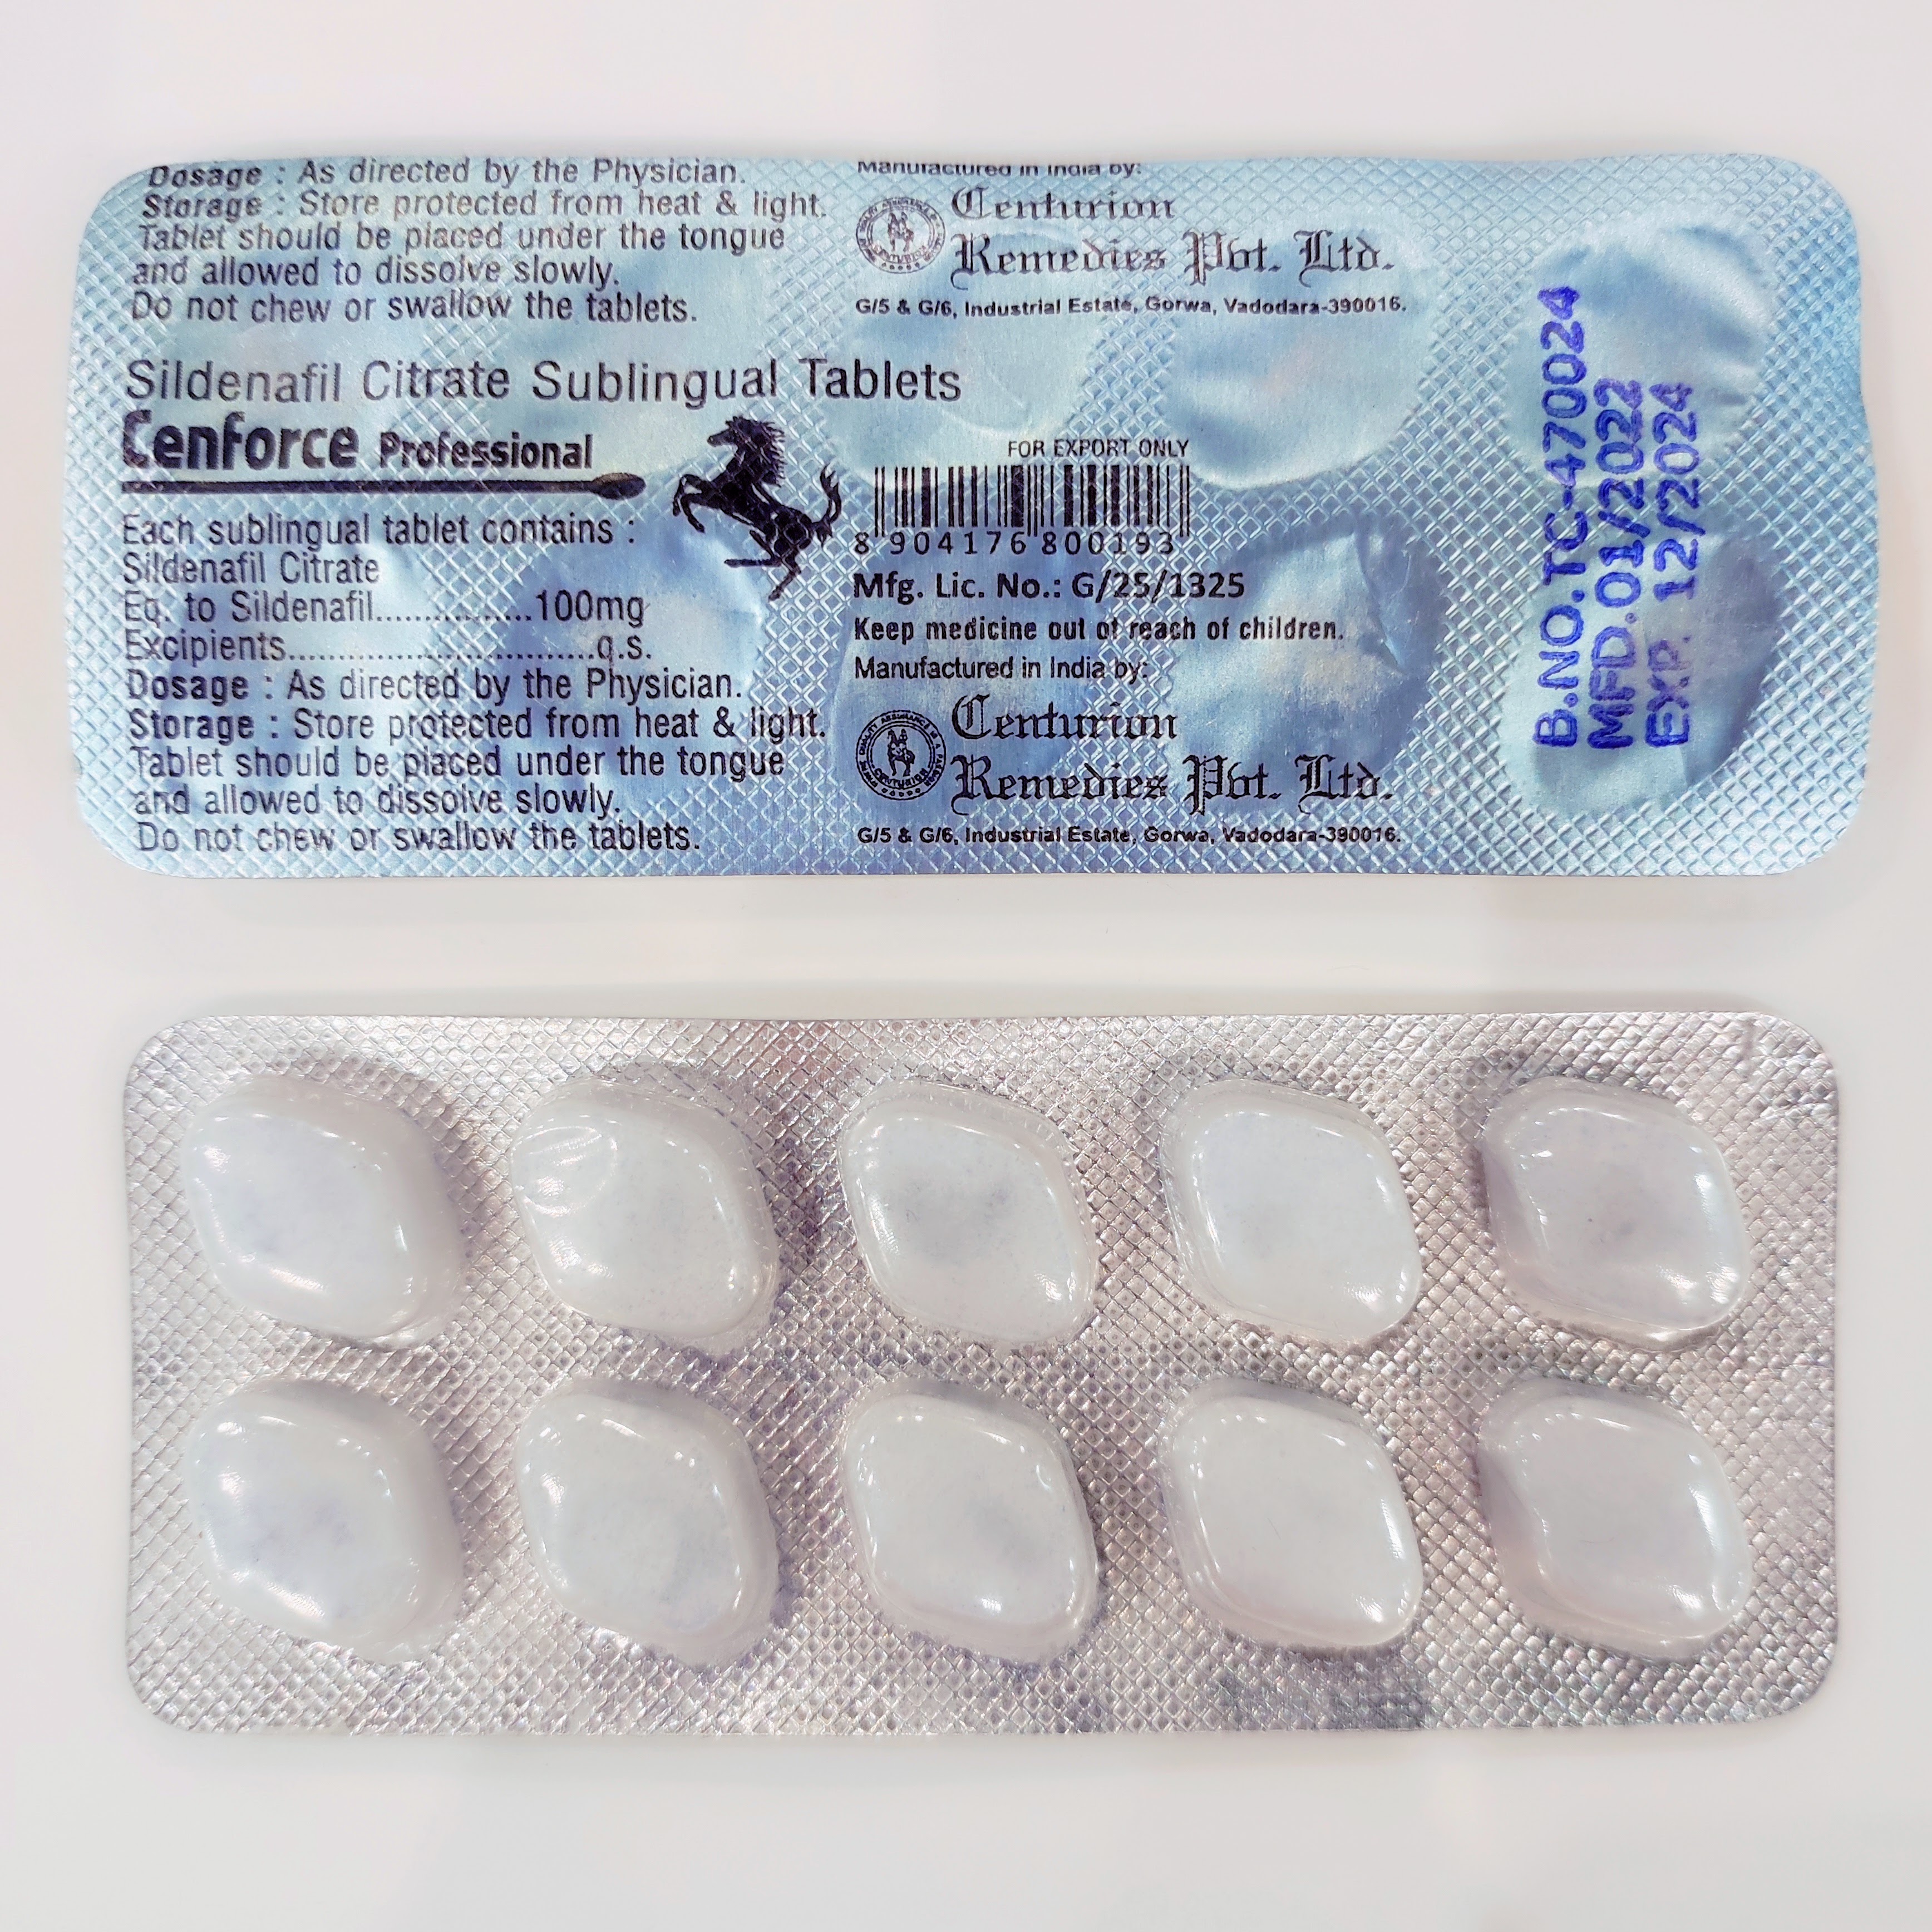 Dosage : As directed by the Physician.
Storage : Store protected from heat & light.
Tablet should be placed under the tongue
and allowed to dissolve slowly.
Do not chew or swallow the tablets.
Manufactured in India by:
Centurion
Remedies Pvt. Ltd.
G/5 & G/6, Industrial Estate, Gorwa, Vadodara-390016.
Sildenafil Citrate Sublingual Tablets
Cenforce Professional
Each sublingual tablet contains :
Sildenafil Citrate
Eq. to Sildenafil................100mg
Excipients...............................q.s.
Dosage : As directed by the Physician.
Storage : Store protected from heat & light.
Tablet should be placed under the tongue
and allowed to dissolve slowly.
Do not chew or swallow the tablets.
FOR EXPORT ONLY
8 904176 800193
Mfg. Lic. No.: G/25/1325
Keep medicine out of reach of children.
Manufactured in India by:
Centurion
Remedies Pvt. Ltd.
G/5 & G/6, Industrial Estate, Gorwa, Vadodara-390016.
B.NO.TC-470024
MFD.01/2022
EXP. 12/2024